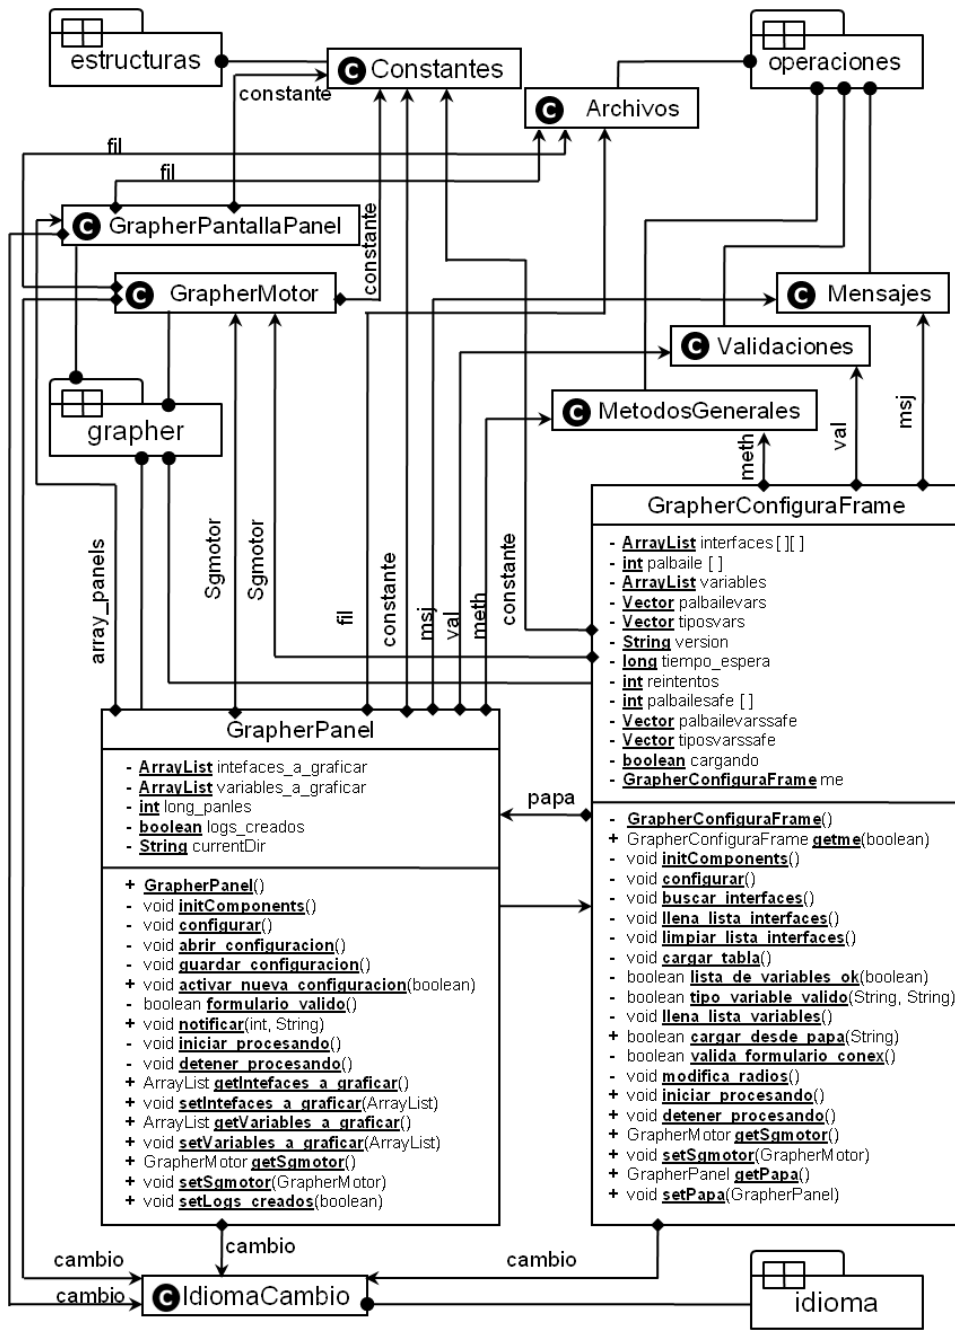 estructuras
C Constantes
operaciones
constante
C Archivos
fil
fil
C GrapherPantallaPanel
constante
C GrapherMotor
C Mensajes
C Validaciones
C MetodosGenerales
grapher
msj
val
meth
array_panels
Sgmotor
Sgmotor
fil
constante
msj
val
meth
constante
GrapherConfiguraFrame
- ArrayList interfaces [ ][ ]
- int palbaile [ ]
- ArrayList variables
- Vector palbailevars
- Vector tiposvars
- String version
- long tiempo_espera
- int reintentos
- int palbailesafe [ ]
- Vector palbailevarssafe
- Vector tiposvarssafe
- boolean cargando
- GrapherConfiguraFrame me
- GrapherConfiguraFrame()
+ GrapherConfiguraFrame getme(boolean)
- void initComponents()
- void configurar()
- void buscar_interfaces()
- void llena_lista_interfaces()
- void limpiar_lista_interfaces()
- void cargar_tabla()
- boolean lista_de_variables_ok(boolean)
- boolean tipo_variable_valido(String, String)
- void llena_lista_variables()
+ boolean cargar_desde_papa(String)
- boolean valida_formulario_conex()
- void modifica_radios()
+ void iniciar_procesando()
+ void detener_procesando()
+ GrapherMotor getSgmotor()
+ void setSgmotor(GrapherMotor)
+ GrapherPanel getPapa()
+ void setPapa(GrapherPanel)
papa
GrapherPanel
- ArrayList intefaces_a_graficar
- ArrayList variables_a_graficar
- int long_panles
- boolean logs_creados
- String currentDir
+ GrapherPanel()
- void initComponents()
- void configurar()
- void abrir_configuracion()
- void guardar_configuracion()
+ void activar_nueva_configuracion(boolean)
- boolean formulario_valido()
+ void notificar(int, String)
- void iniciar_procesando()
- void detener_procesando()
+ ArrayList getIntefaces_a_graficar()
+ void setIntefaces_a_graficar(ArrayList)
+ ArrayList getVariables_a_graficar()
+ void setVariables_a_graficar(ArrayList)
+ GrapherMotor getSgmotor()
+ void setSgmotor(GrapherMotor)
+ void setLogs_creados(boolean)
cambio
cambio
cambio
cambio
C IdiomaCambio
idioma